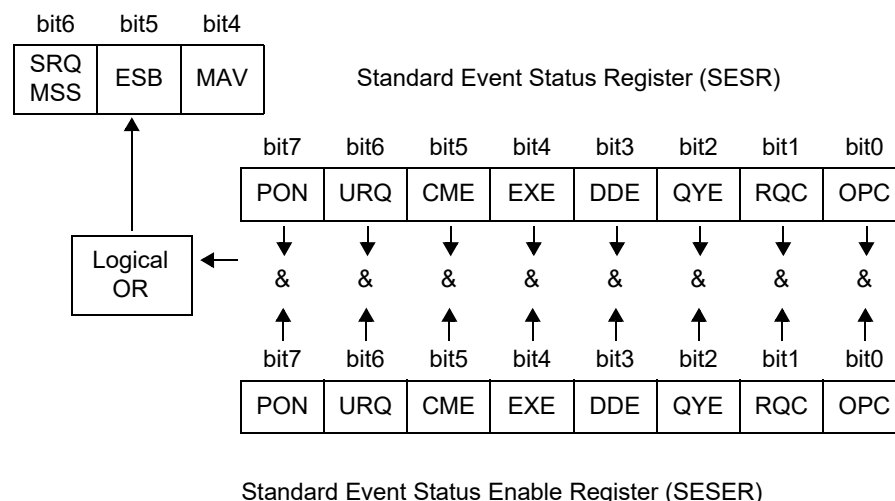 bit6 bit5 bit4
SRQ
MSS
ESB
MAV
Standard Event Status Register (SESR)
bit7 bit6 bit5 bit4 bit3 bit2 bit1 bit0
PON URQ CME EXE DDE QYE RQC OPC
Logical
OR
& & & & & & & &
bit7 bit6 bit5 bit4 bit3 bit2 bit1 bit0
PON URQ CME EXE DDE QYE RQC OPC
Standard Event Status Enable Register (SESER)